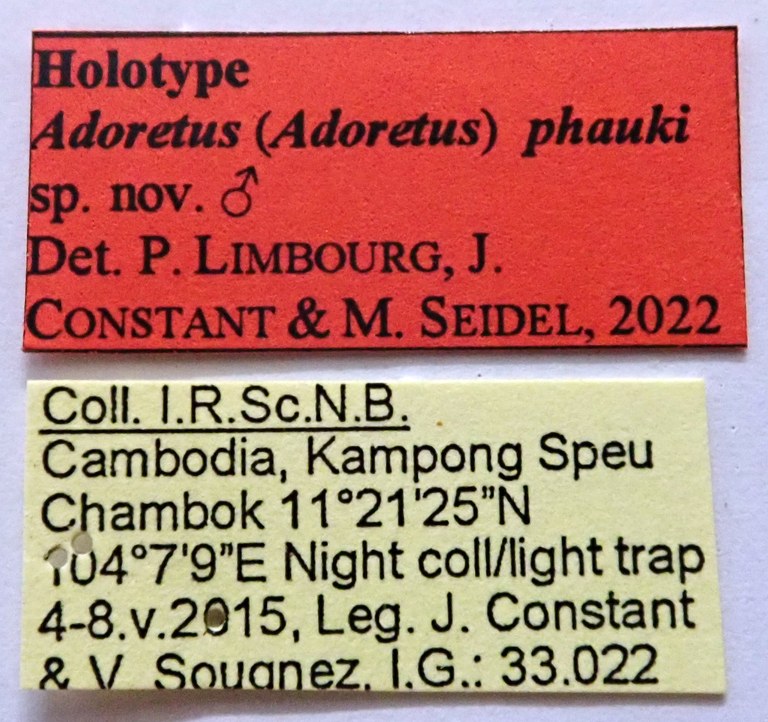 Holotype
Adoretus (Adoretus) phauki
sp. nov. ♂
Det. P. LIMBOURG, J.
CONSTANT & M. SEIDEL, 2022
Coll. I.R.Sc.N.B.
Cambodia, Kampong Speu
Chambok 11°21'25”N
104°7'9”E Night coll/light trap
4-8.v.2015, Leg. J. Constant
& V. Sougnez, I.G.: 33.022